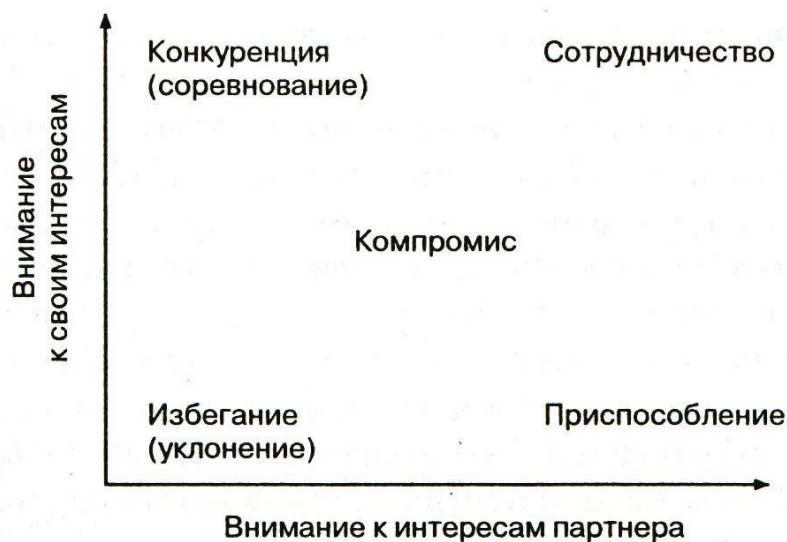 Конкуренция
(соревнование)
Сотрудничество
Внимание
к своим интересам
Компромис
Избегание
(уклонение)
Приспособление
Внимание к интересам партнера